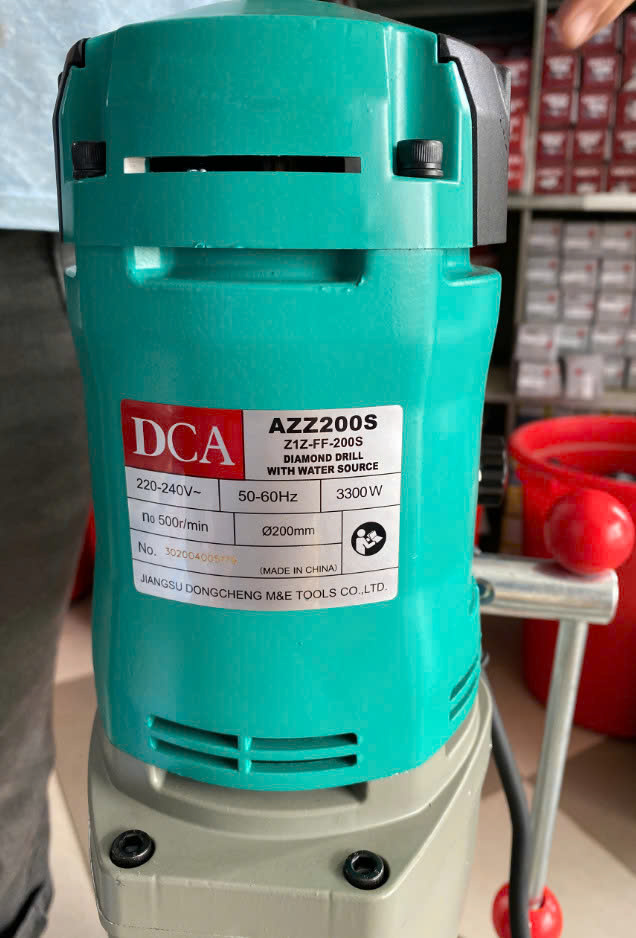 DCA
AZZ200S
Z1Z-FF-200S
DIAMOND DRILL
WITH WATER SOURCE
220-240V~ 50-60Hz 3300W
n₀ 500r/min Ø200mm
No.
(MADE IN CHINA)
JIANGSU DONGCHENG M&E TOOLS CO.,LTD.